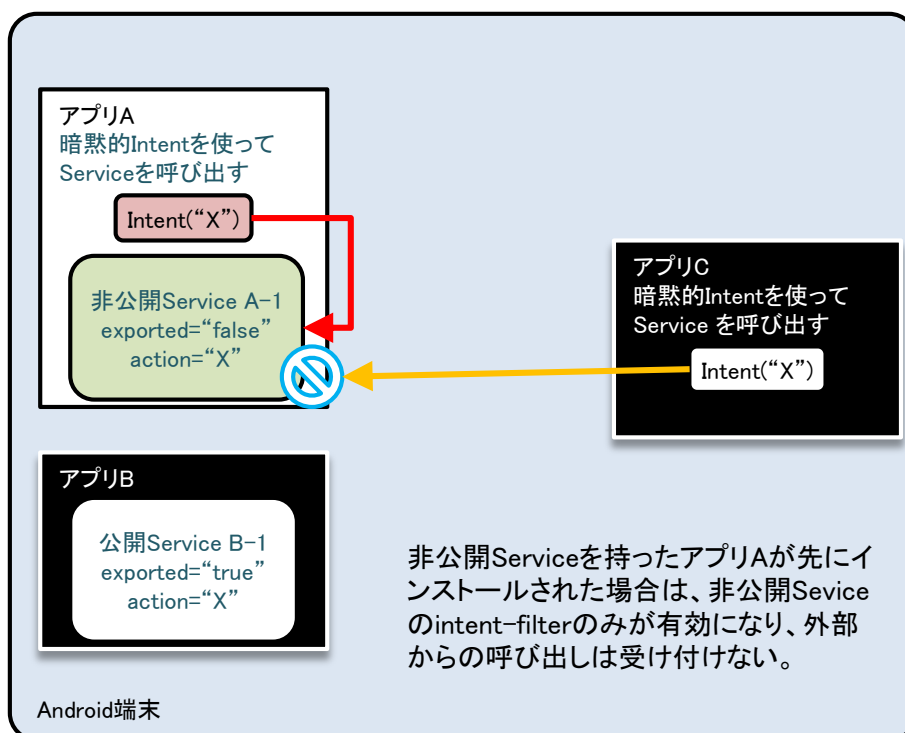 アプリA
暗黙的Intentを使って
Serviceを呼び出す
Intent(“X”)
非公開Service A-1
exported=“false”
action=“X”
アプリC
暗黙的Intentを使って
Service を呼び出す
Intent(“X”)
アプリB
公開Service B-1
exported=“true”
action=“X”
非公開Serviceを持ったアプリAが先にイ
ンストールされた場合は、非公開Sevice
のintent-filterのみが有効になり、外部
からの呼び出しは受け付けない。
Android端末